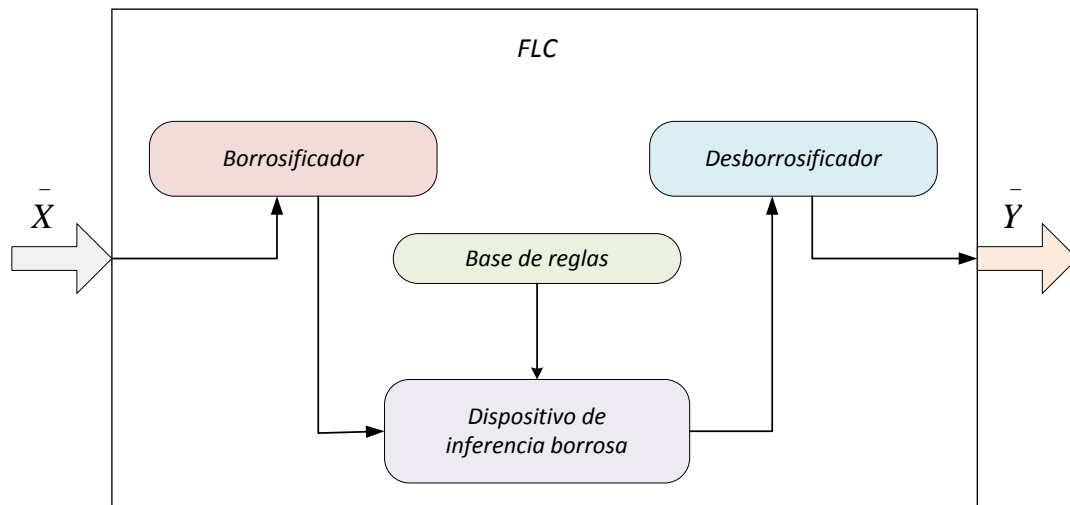 FLC
Borrosificador
Desborrosificador
X̄
Ȳ
Base de reglas
Dispositivo de
inferencia borrosa